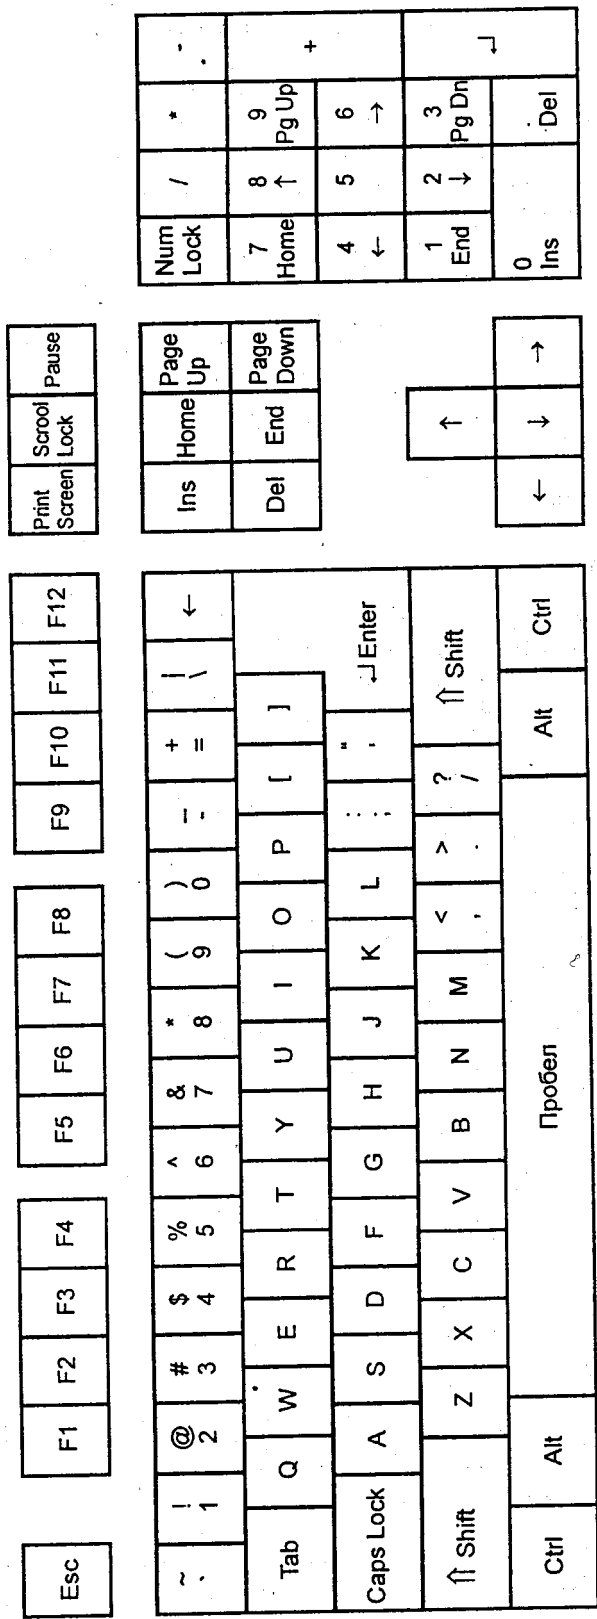 Esc F1 F2 F3 F4 F5 F6 F7 F8 F9 F10 F11 F12 Print Screen Scrool Lock Pause
~ ! @ # $ % ^ & * ( ) – + | ←
1 2 3 4 5 6 7 8 9 0 - = \
Ins Home Page Up
Num Lock / * -
Tab Q W E R T Y U I O P [ ]
Del End Page Down
7 Home 8 ↑ 9 Pg Up +
Caps Lock A S D F G H J K L : ; " ' ↵ Enter
4 ← 5 6 →
⇑ Shift Z X C V B N M < , > . ? / ⇑ Shift
↑
1 End 2 ↓ 3 Pg Dn ↵
Ctrl Alt Пробел Alt Ctrl
← ↓ →
0 Ins . Del